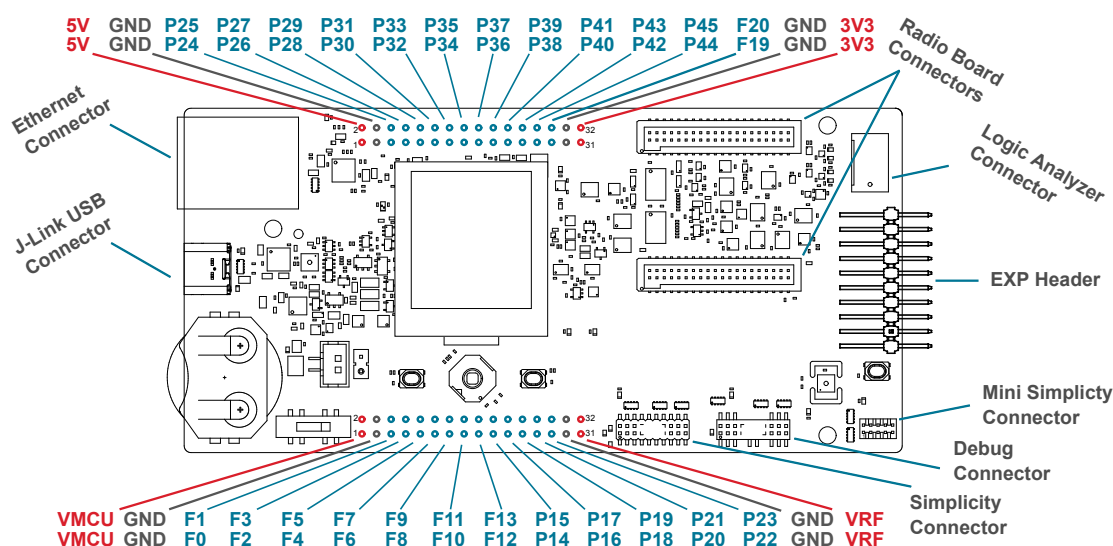 5V GND P25 P27 P29 P31 P33 P35 P37 P39 P41 P43 P45 F20 GND 3V3
5V GND P24 P26 P28 P30 P32 P34 P36 P38 P40 P42 P44 F19 GND 3V3
Radio Board
Connectors
Ethernet
Connector
2 32
1 31
Logic Analyzer
Connector
J-Link USB
Connector
EXP Header
Mini Simplicty
Connector
2 32
1 31
Debug
Connector
Simplicity
Connector
VMCU GND F1 F3 F5 F7 F9 F11 F13 P15 P17 P19 P21 P23 GND VRF
VMCU GND F0 F2 F4 F6 F8 F10 F12 P14 P16 P18 P20 P22 GND VRF